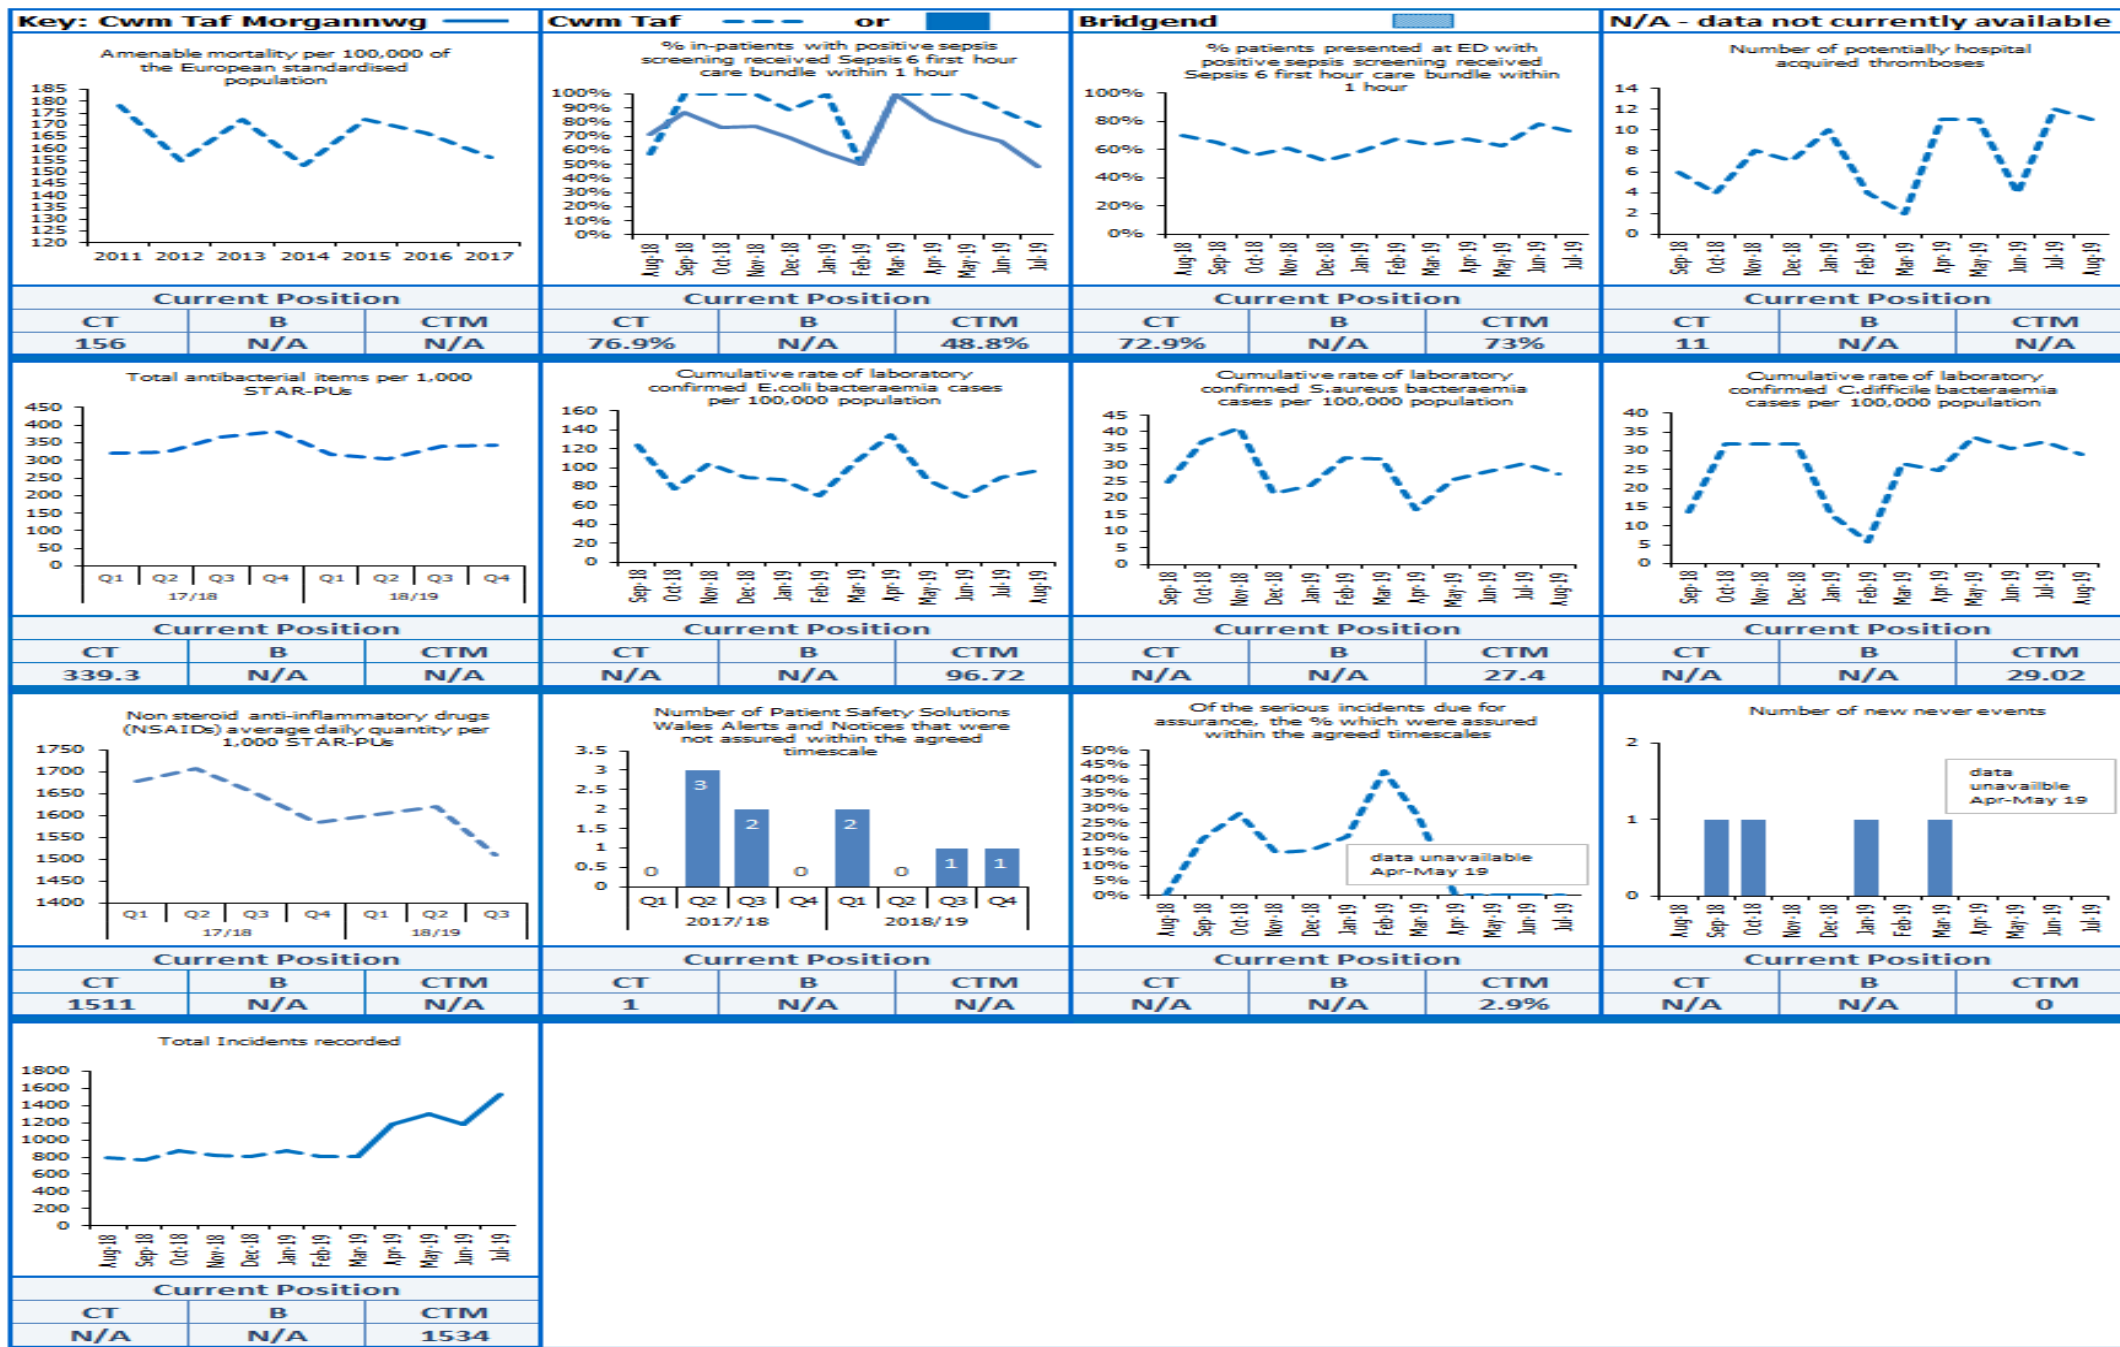 Key: Cwm Taf Morgannwg
Cwm Taf or
Bridgend
N/A - data not currently available
Amenable mortality per 100,000 of
the European standardised
population
185
180
175
170
165
160
155
150
145
140
135
130
125
120
2011 2012 2013 2014 2015 2016 2017
Current Position
CT B CTM
156 N/A N/A
% in-patients with positive sepsis
screening received Sepsis 6 first hour
care bundle within 1 hour
100%
90%
80%
70%
60%
50%
40%
30%
20%
10%
0%
Aug-18 Sep-18 Oct-18 Nov-18 Dec-18 Jan-19 Feb-19 Mar-19 Apr-19 May-19 Jun-19 Jul-19
Current Position
CT B CTM
76.9% N/A 48.8%
% patients presented at ED with
positive sepsis screening received
Sepsis 6 first hour care bundle within
1 hour
100%
80%
60%
40%
20%
0%
Aug-18 Sep-18 Oct-18 Nov-18 Dec-18 Jan-19 Feb-19 Mar-19 Apr-19 May-19 Jun-19 Jul-19
Current Position
CT B CTM
72.9% N/A 73%
Number of potentially hospital
acquired thromboses
14
12
10
8
6
4
2
0
Sep-18 Oct-18 Nov-18 Dec-18 Jan-19 Feb-19 Mar-19 Apr-19 May-19 Jun-19 Jul-19 Aug-19
Current Position
CT B CTM
11 N/A N/A
Total antibacterial items per 1,000
STAR-PUs
450
400
350
300
250
200
150
100
50
0
Q1 Q2 Q3 Q4 Q1 Q2 Q3 Q4
17/18 18/19
Current Position
CT B CTM
339.3 N/A N/A
Cumulative rate of laboratory
confirmed E.coli bacteraemia cases
per 100,000 population
160
140
120
100
80
60
40
20
0
Sep-18 Oct-18 Nov-18 Dec-18 Jan-19 Feb-19 Mar-19 Apr-19 May-19 Jun-19 Jul-19 Aug-19
Current Position
CT B CTM
N/A N/A 96.72
Cumulative rate of laboratory
confirmed S.aureus bacteraemia
cases per 100,000 population
45
40
35
30
25
20
15
10
5
0
Sep-18 Oct-18 Nov-18 Dec-18 Jan-19 Feb-19 Mar-19 Apr-19 May-19 Jun-19 Jul-19 Aug-19
Current Position
CT B CTM
N/A N/A 27.4
Cumulative rate of laboratory
confirmed C.difficile bacteraemia
cases per 100,000 population
40
35
30
25
20
15
10
5
0
Sep-18 Oct-18 Nov-18 Dec-18 Jan-19 Feb-19 Mar-19 Apr-19 May-19 Jun-19 Jul-19 Aug-19
Current Position
CT B CTM
N/A N/A 29.02
Non steroid anti-inflammatory drugs
(NSAIDs) average daily quantity per
1,000 STAR-PUs
1750
1700
1650
1600
1550
1500
1450
1400
Q1 Q2 Q3 Q4 Q1 Q2 Q3
17/18 18/19
Current Position
CT B CTM
1511 N/A N/A
Number of Patient Safety Solutions
Wales Alerts and Notices that were
not assured within the agreed
timescale
3.5
3
2.5
2
1.5
1
0.5
0
0 3 2 0 2 0 1 1
Q1 Q2 Q3 Q4 Q1 Q2 Q3 Q4
2017/18 2018/19
Current Position
CT B CTM
1 N/A N/A
Of the serious incidents due for
assurance, the % which were assured
within the agreed timescales
50%
45%
40%
35%
30%
25%
20%
15%
10%
5%
0%
data unavailable
Apr-May 19
Aug-18 Sep-18 Oct-18 Nov-18 Dec-18 Jan-19 Feb-19 Mar-19 Apr-19 May-19 Jun-19 Jul-19
Current Position
CT B CTM
N/A N/A 2.9%
Number of new never events
2
1
0
data
unavailble
Apr-May 19
Aug-18 Sep-18 Oct-18 Nov-18 Dec-18 Jan-19 Feb-19 Mar-19 Apr-19 May-19 Jun-19 Jul-19
Current Position
CT B CTM
N/A N/A 0
Total Incidents recorded
1800
1600
1400
1200
1000
800
600
400
200
0
Aug-18 Sep-18 Oct-18 Nov-18 Dec-18 Jan-19 Feb-19 Mar-19 Apr-19 May-19 Jun-19 Jul-19
Current Position
CT B CTM
N/A N/A 1534